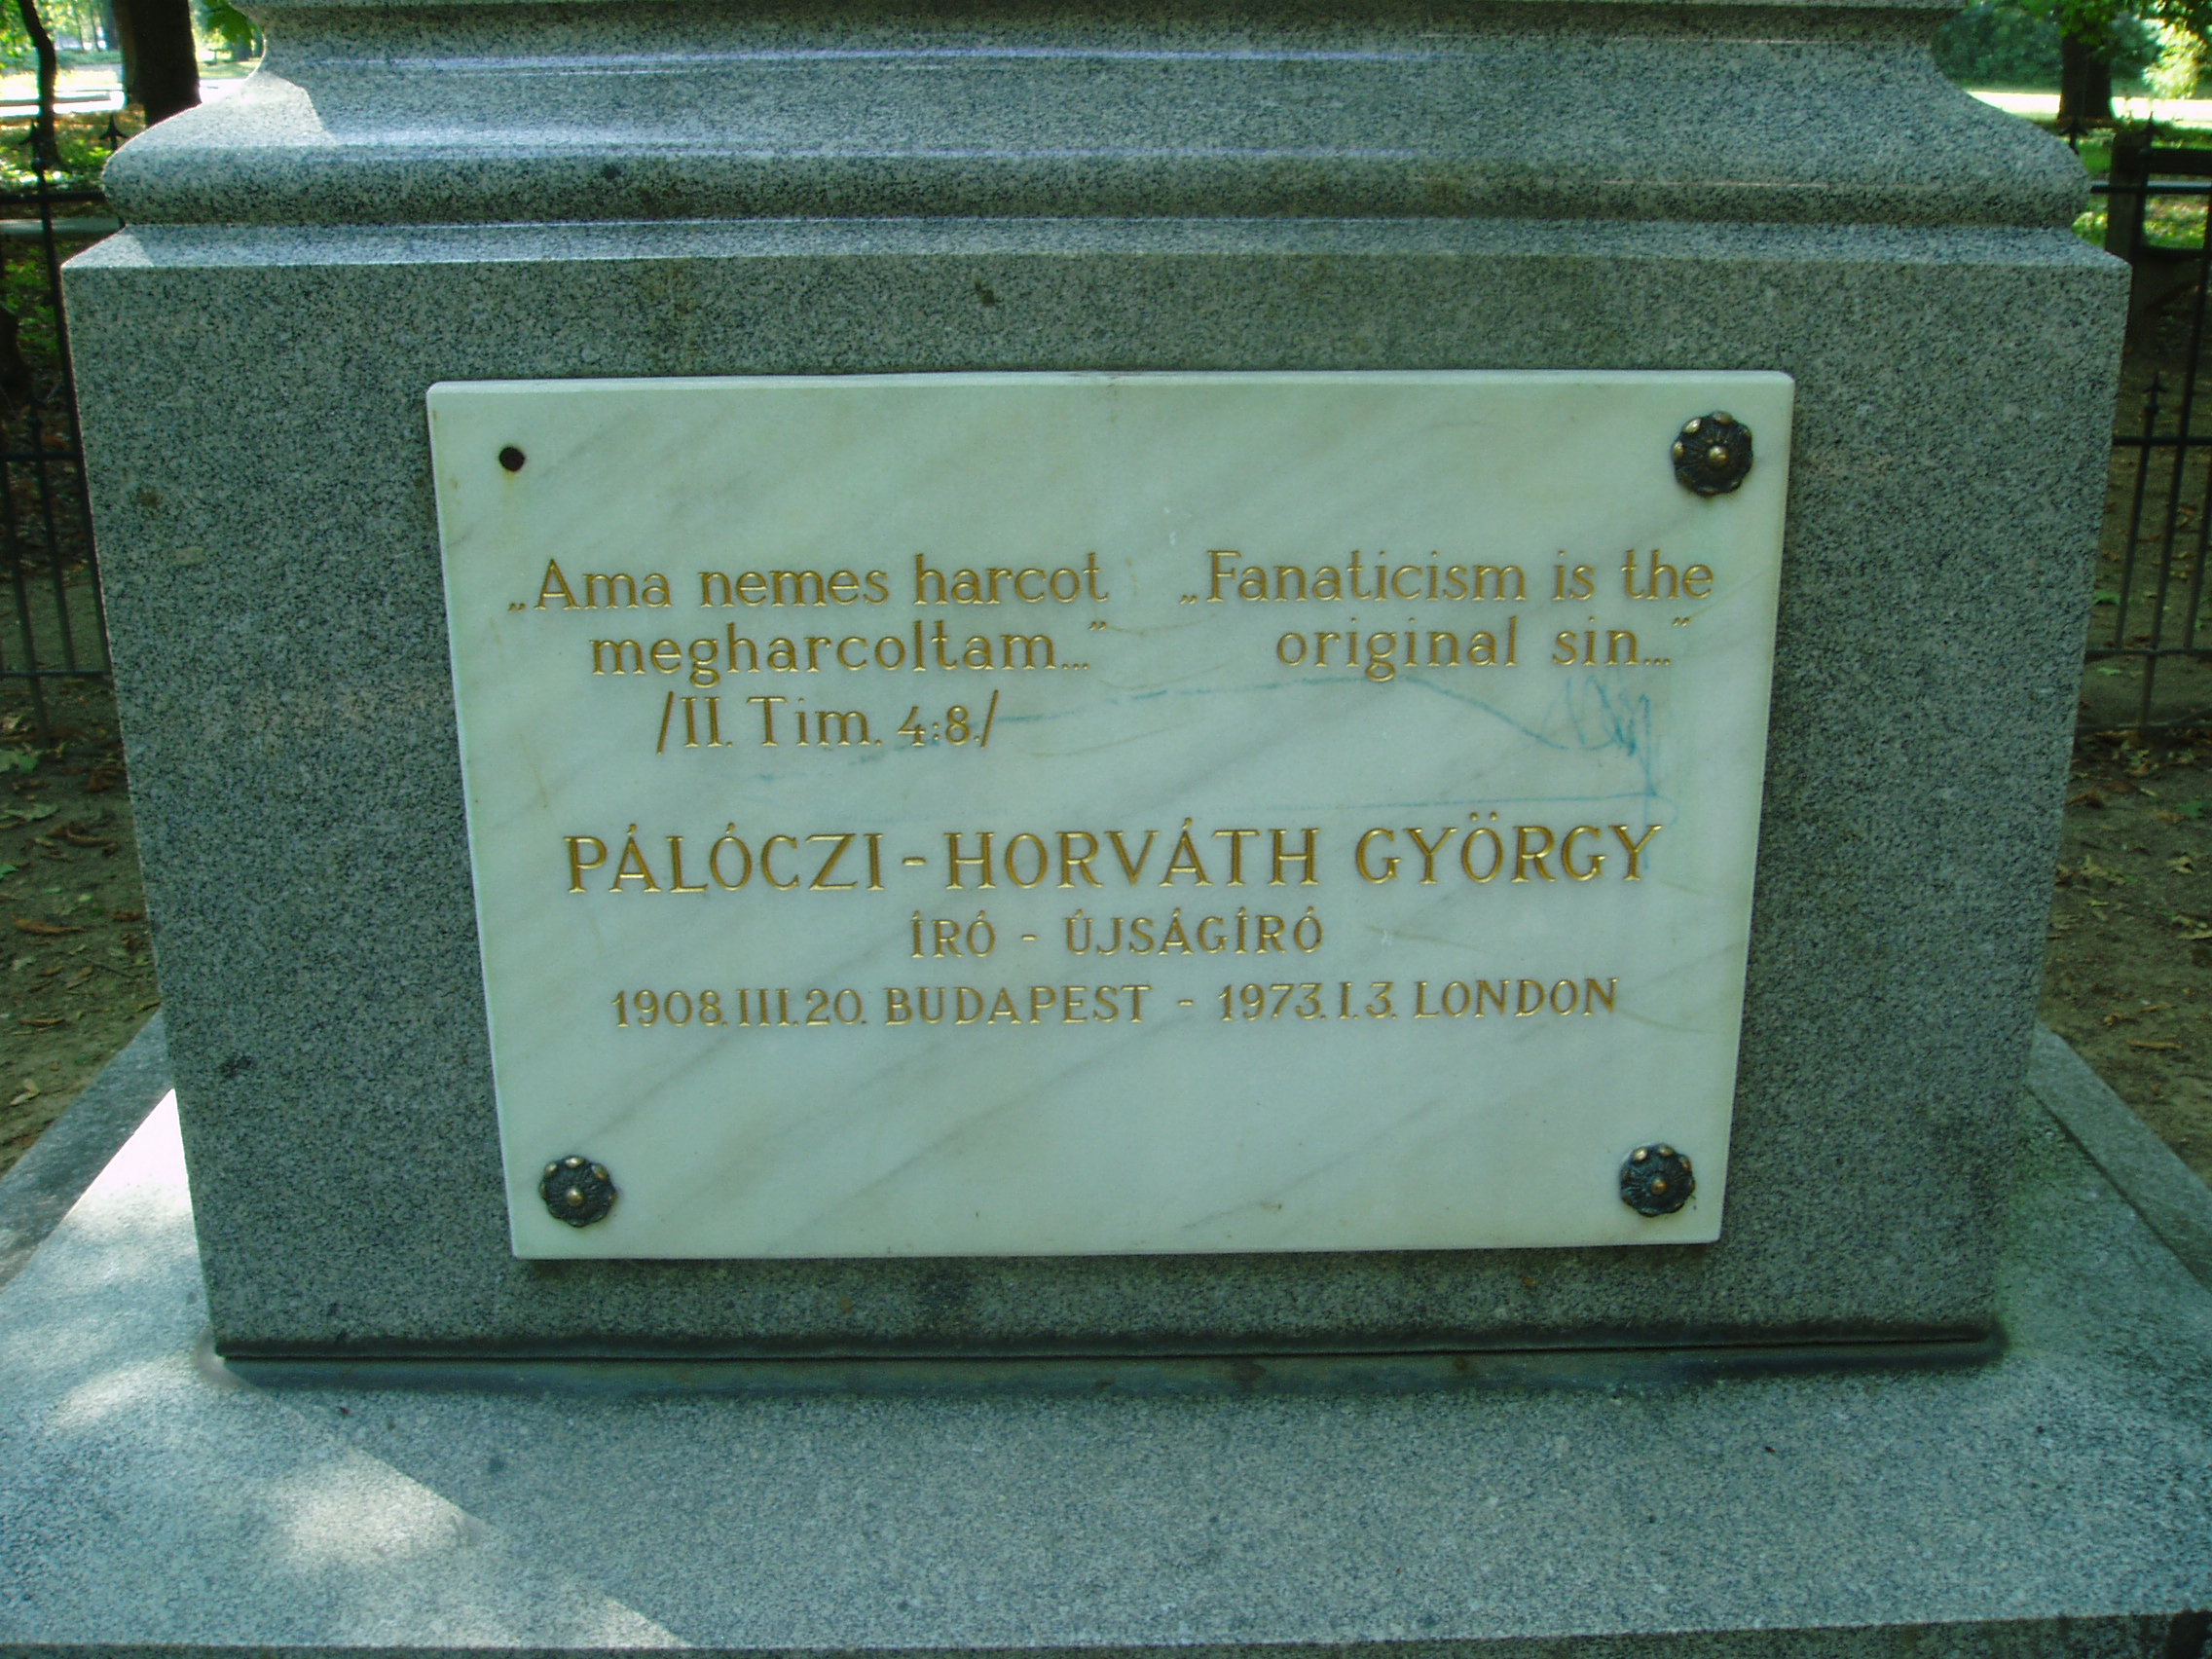 „Ama nemes harcot
megharcoltam...”
/II. Tim. 4:8./
„Fanaticism is the
original sin...”
PÁLÓCZI-HORVÁTH GYÖRGY
ÍRÓ - ÚJSÁGÍRÓ
1908.III.20. BUDAPEST - 1973.I.3. LONDON